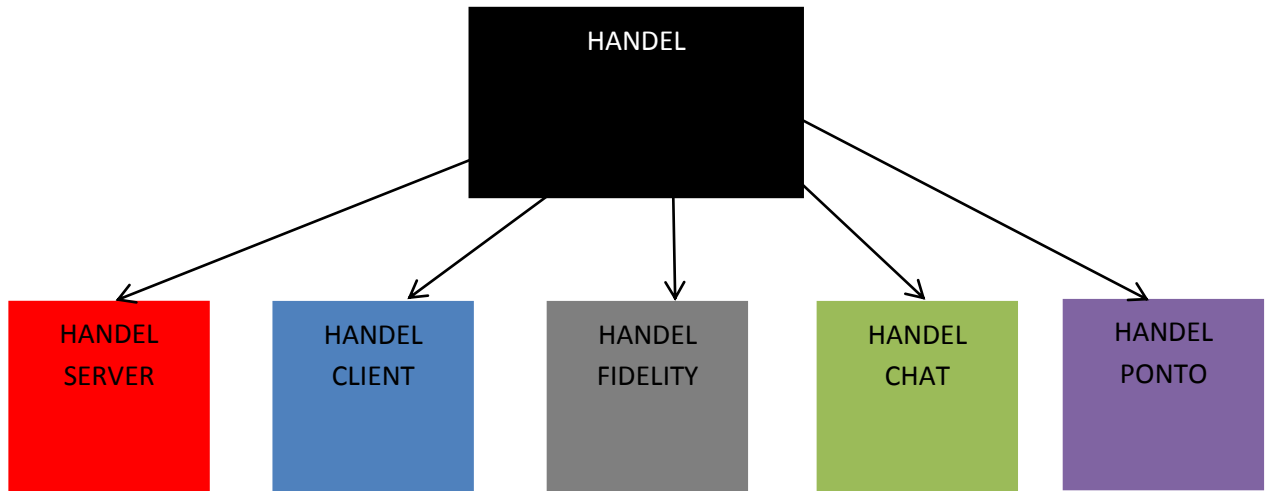 HANDEL
HANDEL
SERVER
HANDEL
CLIENT
HANDEL
FIDELITY
HANDEL
CHAT
HANDEL
PONTO